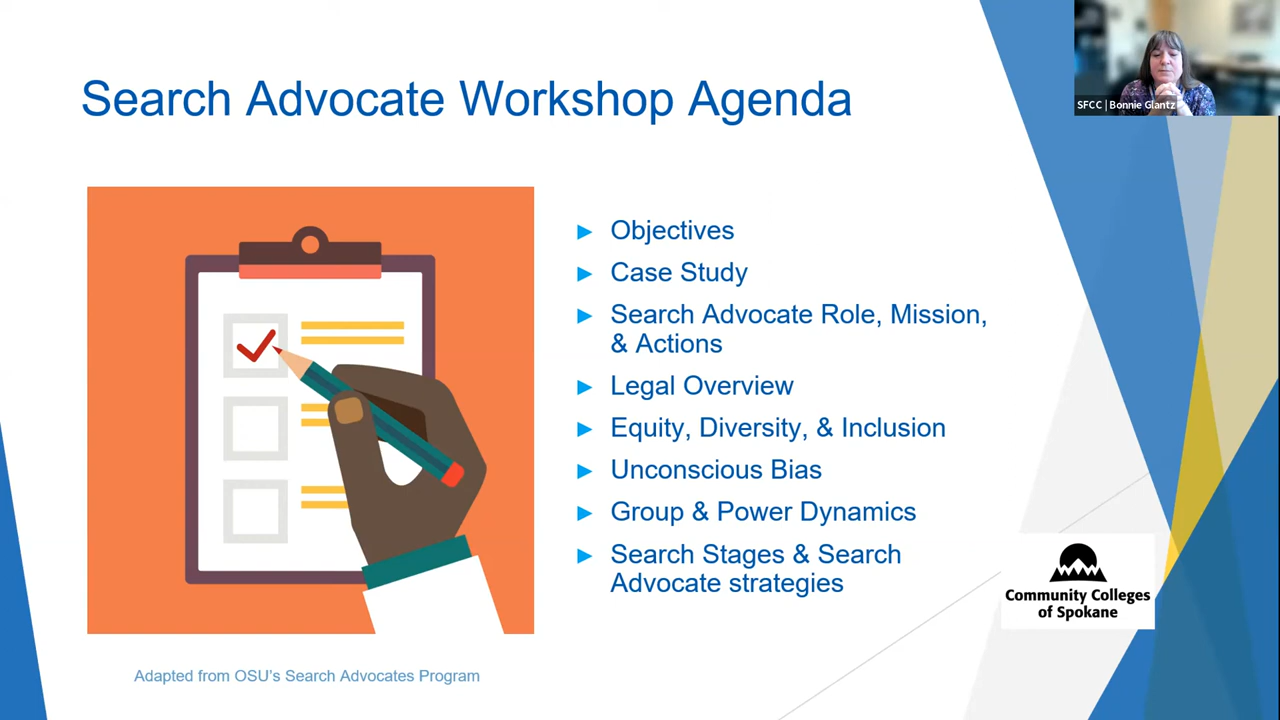 SFCC | Bonnie Glantz
Search Advocate Workshop Agenda
Objectives
Case Study
Search Advocate Role, Mission,
& Actions
Legal Overview
Equity, Diversity, & Inclusion
Unconscious Bias
Group & Power Dynamics
Search Stages & Search
Advocate strategies
Community Colleges
of Spokane
Adapted from OSU's Search Advocates Program